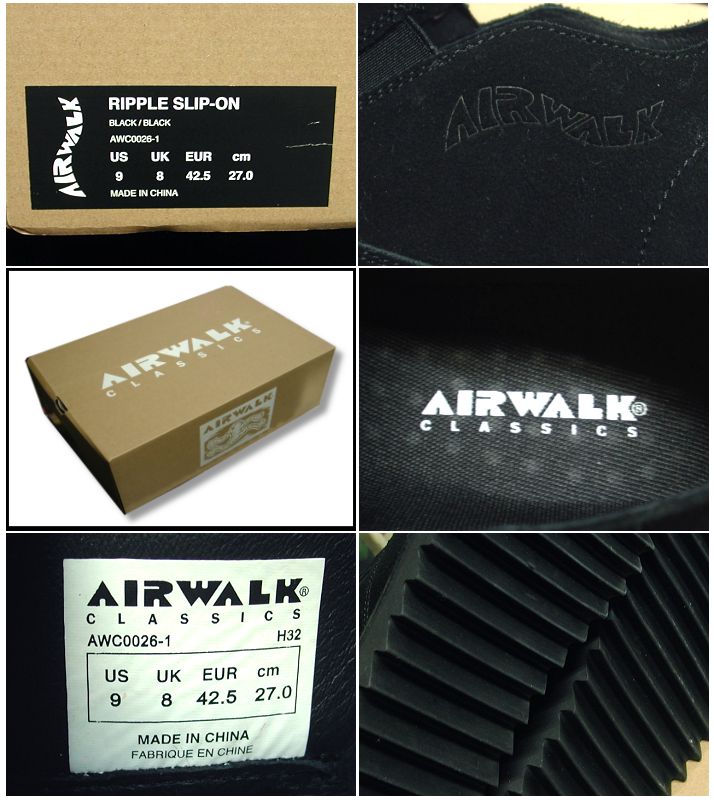 AIRWALK
RIPPLE SLIP-ON
BLACK/BLACK
AWC0026-1
US UK EUR cm
9 8 42.5 27.0
MADE IN CHINA
AIRWALK
AIRWALK®
CLASSICS
AIRWALK
AIRWALK®
CLASSICS
AIRWALK®
CLASSICS
AWC0026-1 H32
US UK EUR cm
9 8 42.5 27.0
MADE IN CHINA
FABRIQUE EN CHINE